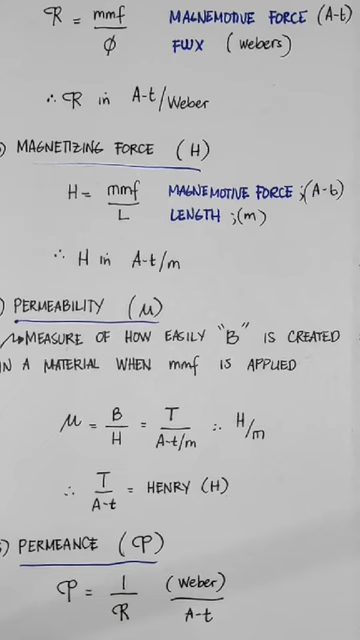 ℛ = mmf/ϕ MAGNEMOTIVE FORCE (A-t)
FLUX (webers)
∴ ℛ in A-t/Weber
) MAGNETIZING FORCE (H)
H = mmf/L MAGNEMOTIVE FORCE ;(A-b)
LENGTH ;(m)
∴ H in A-t/m
) PERMEABILITY (μ)
↳ MEASURE OF HOW EASILY "B" IS CREATED
IN A MATERIAL WHEN mmf IS APPLIED
μ = B/H = T/A-t/m ∴ H/m
∴ T/A-t = HENRY (H)
) PERMEANCE (𝒫)
𝒫 = 1/ℛ (Weber)/A-t